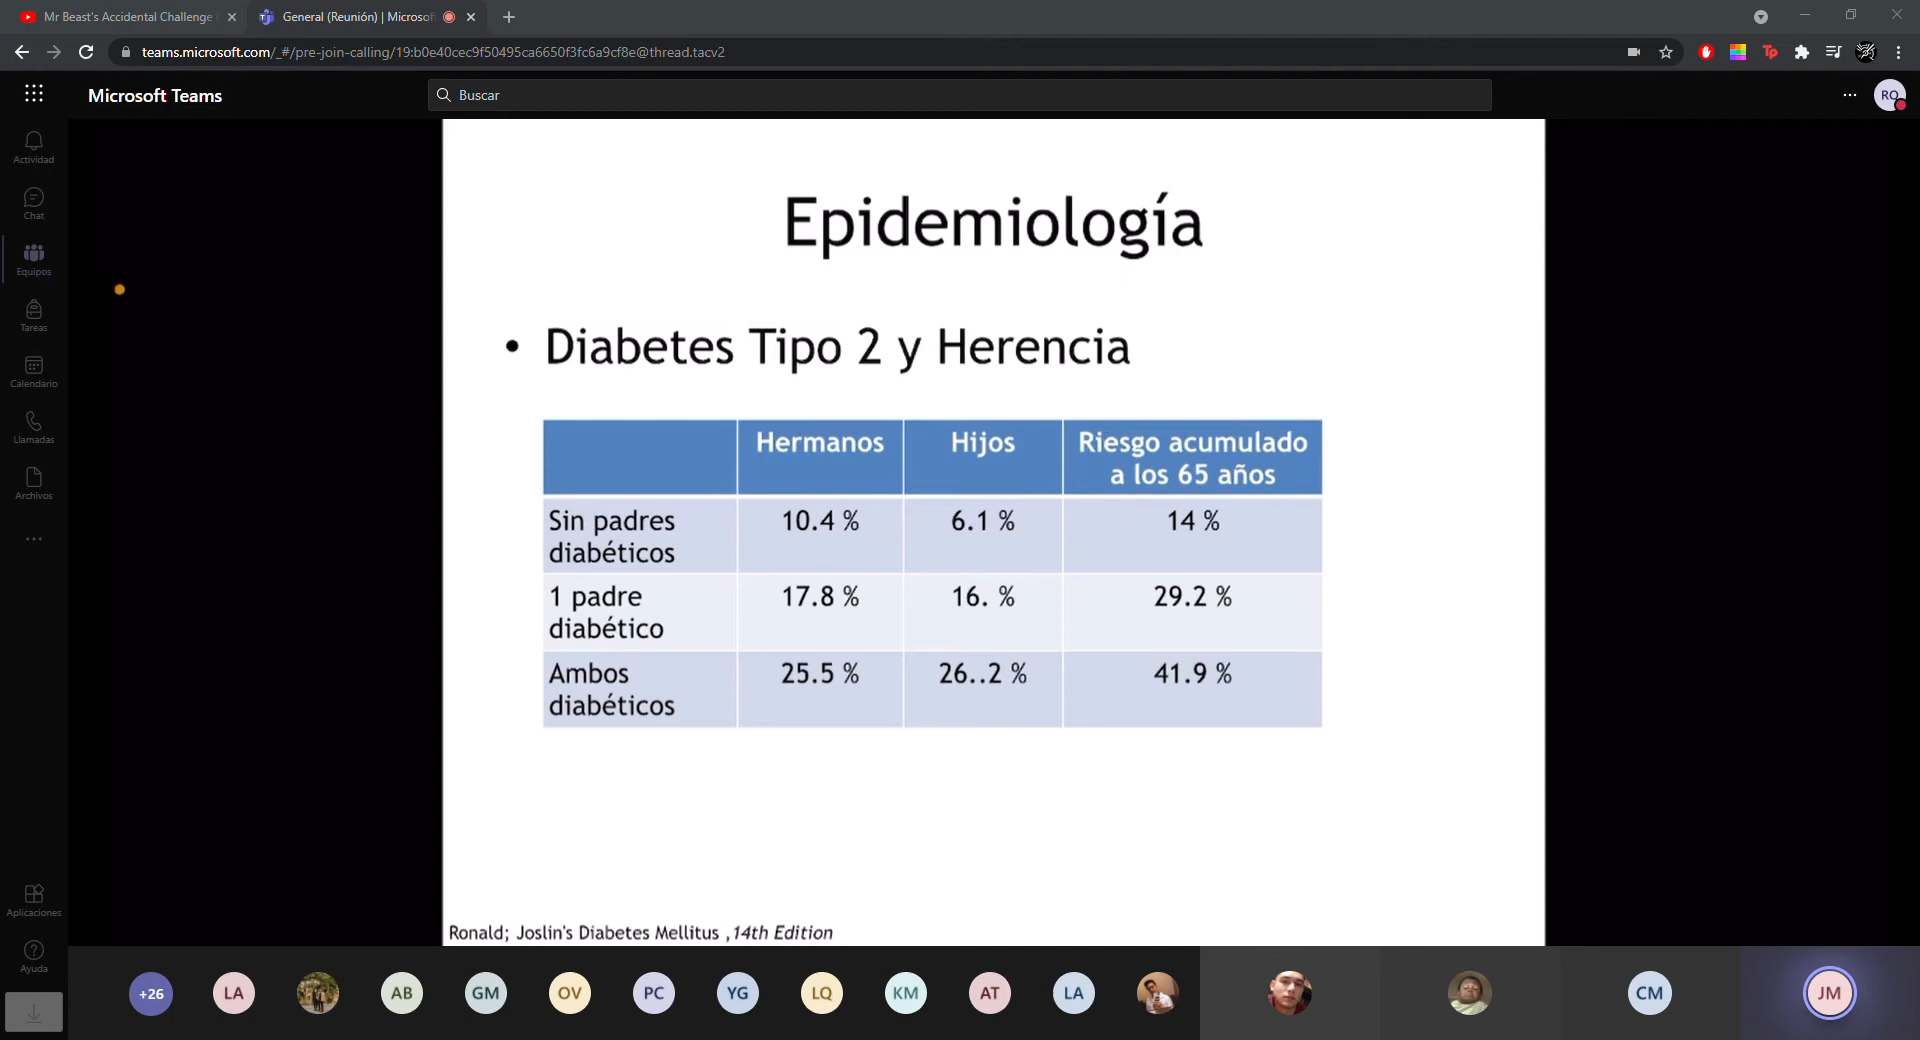 Mr Beast's Accidental Challenge
General (Reunión) | Microsof
teams.microsoft.com/_#/pre-join-calling/19:b0e40cec9f50495ca6650f3fc6a9cf8e@thread.tacv2
Microsoft Teams
Buscar
RO
Actividad
Chat
Equipos
Tareas
Calendario
Llamadas
Archivos
Aplicaciones
Ayuda
Epidemiología
• Diabetes Tipo 2 y Herencia
Hermanos Hijos Riesgo acumulado
a los 65 años
Sin padres 10.4 % 6.1 % 14 %
diabéticos
1 padre 17.8 % 16. % 29.2 %
diabético
Ambos 25.5 % 26..2 % 41.9 %
diabéticos
Ronald; Joslin's Diabetes Mellitus ,14th Edition
+26 LA AB GM OV PC YG LQ KM AT LA CM JM